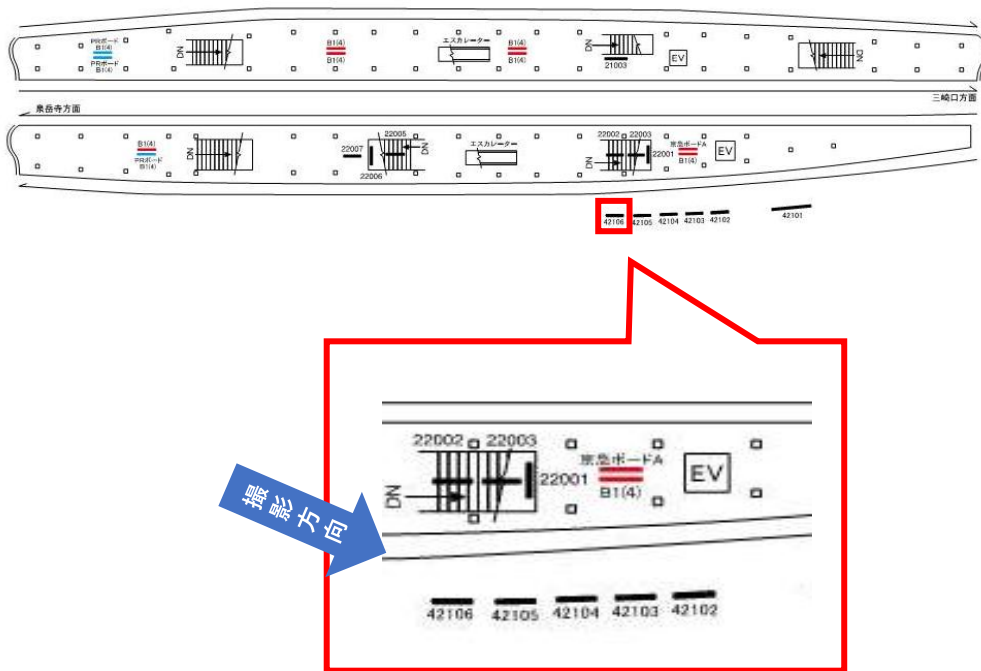 PRボード
B1(4)
PRボード
B1(4)
DN
B1(4)
B1(4)
エスカレーター
B1(4)
B1(4)
DN
21003
EV
DN
泉岳寺方面
三崎口方面
B1(4)
PRボード
B1(4)
DN
22007
22005
DN
22006
エスカレーター
22002
22003
DN
22001
京急ボードA
B1(4)
EV
42106
42105
42104
42103
42102
42101
撮影方向
22002
22003
DN
22001
京急ボードA
B1(4)
EV
42106
42105
42104
42103
42102